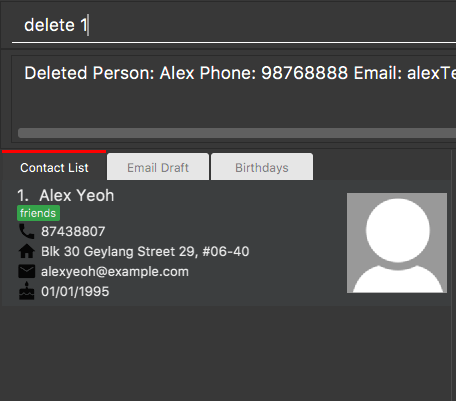 delete 1
Deleted Person: Alex Phone: 98768888 Email: alexTe
Contact List Email Draft Birthdays
1. Alex Yeoh
friends
87438807
Blk 30 Geylang Street 29, #06-40
alexyeoh@example.com
01/01/1995